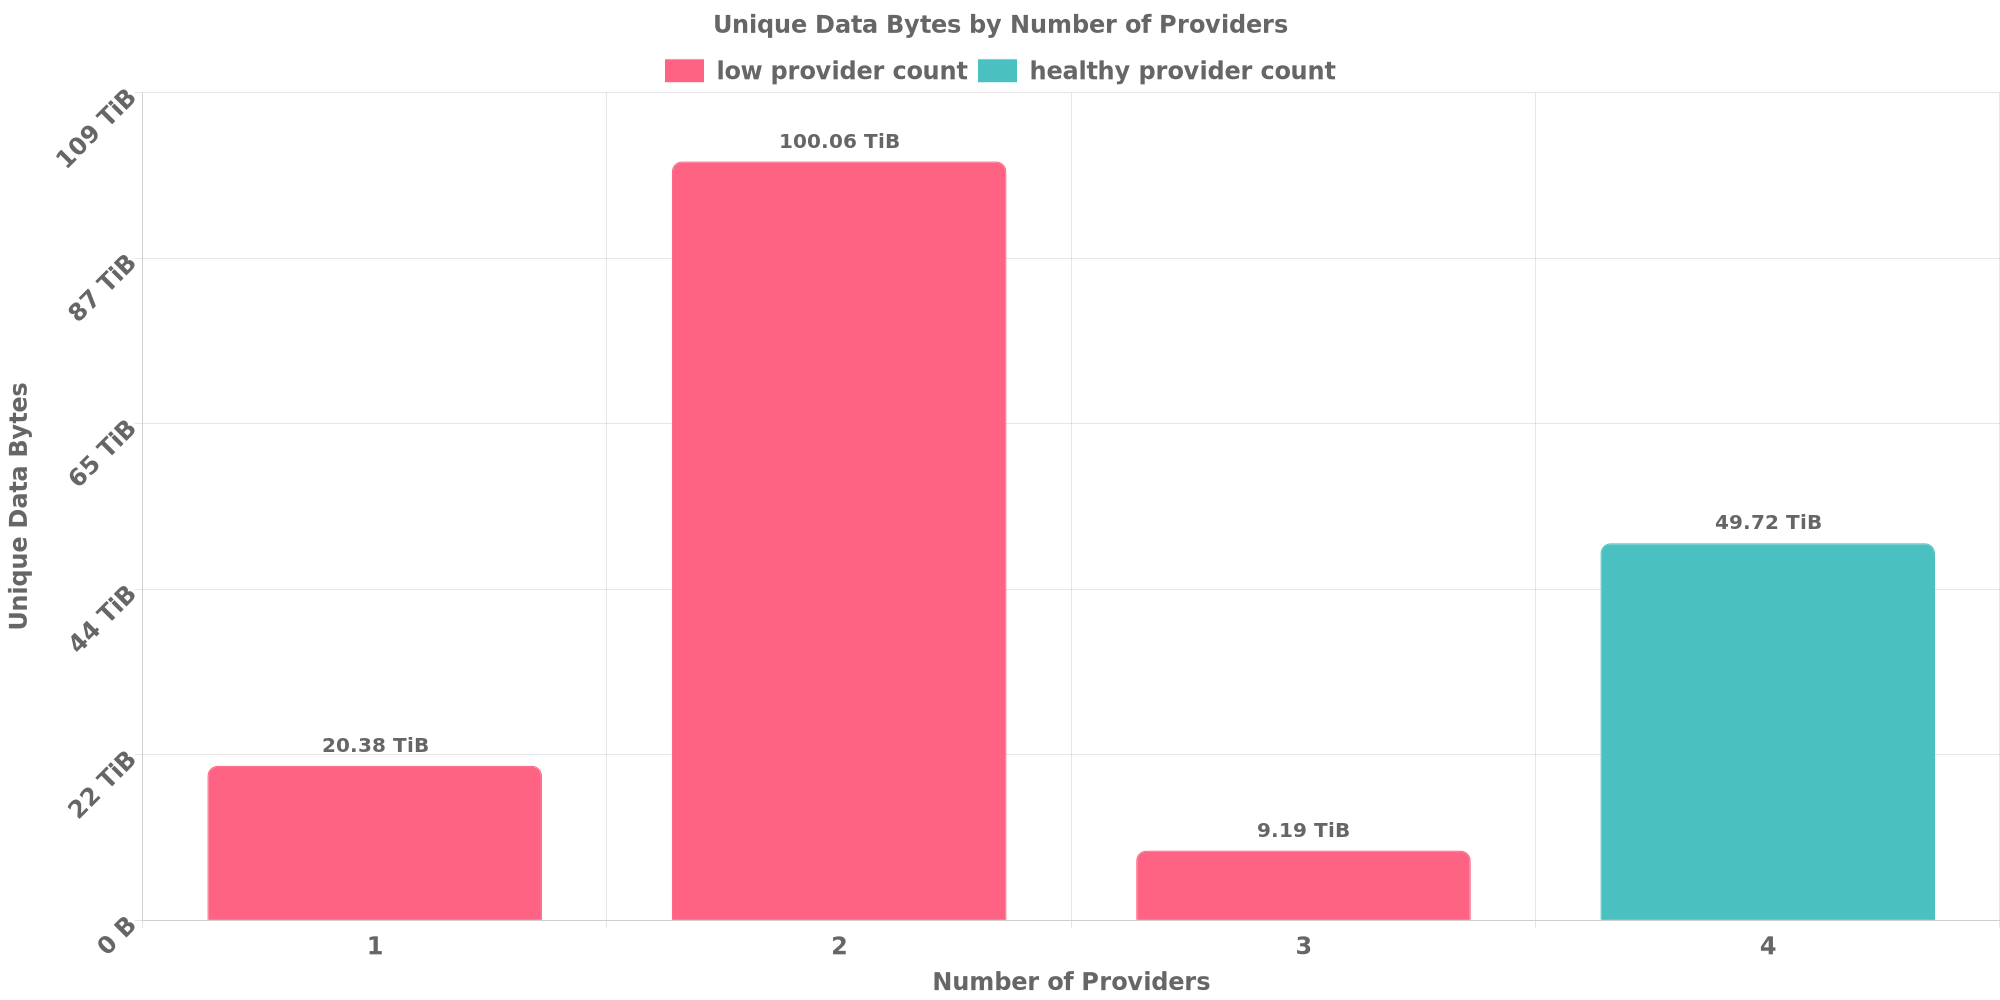 Unique Data Bytes by Number of Providers
low provider count healthy provider count
109 TiB
87 TiB
65 TiB
44 TiB
22 TiB
0 B
Unique Data Bytes
20.38 TiB
100.06 TiB
9.19 TiB
49.72 TiB
1 2 3 4
Number of Providers